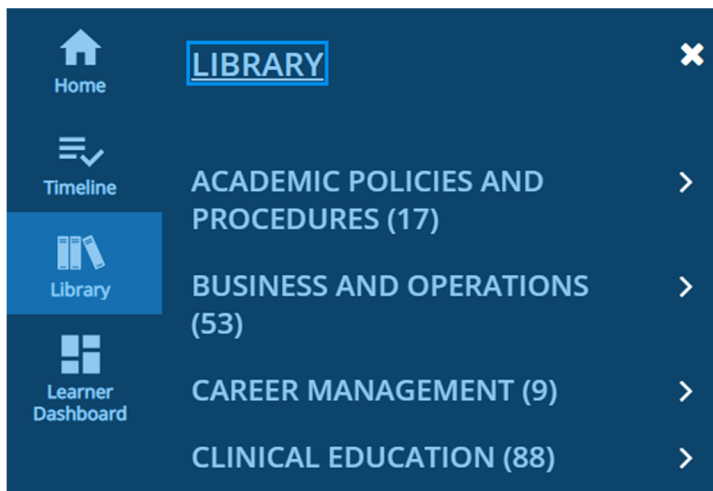 Home
Timeline
Library
Learner
Dashboard
LIBRARY
ACADEMIC POLICIES AND
PROCEDURES (17)
BUSINESS AND OPERATIONS
(53)
CAREER MANAGEMENT (9)
CLINICAL EDUCATION (88)